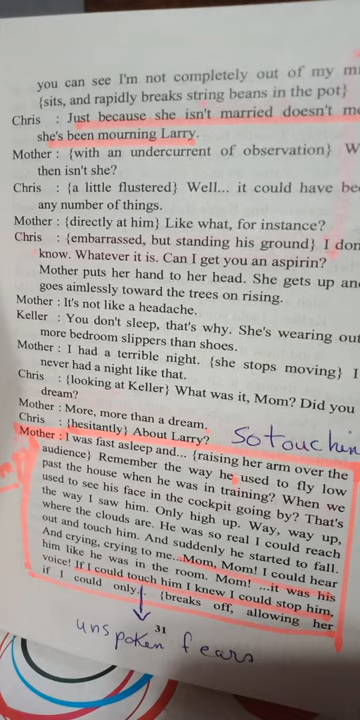 you can see I'm not completely out of my
{sits, and rapidly breaks string beans in the pot}
Chris : Just because she isn't married doesn't
she's been mourning Larry.
Mother : {with an undercurrent of observation}
then isn't she?
Chris : {a little flustered} Well... it could have
any number of things.
Mother : {directly at him} Like what, for instance?
Chris : {embarrassed, but standing his ground} I
know. Whatever it is. Can I get you an aspirin?
Mother puts her hand to her head. She gets up
goes aimlessly toward the trees on rising.
Mother : It's not like a headache.
Keller : You don't sleep, that's why. She's wearing out
more bedroom slippers than shoes.
Mother : I had a terrible night. {she stops moving} I
never had a night like that.
Chris : {looking at Keller} What was it, Mom? Did you
dream?
Mother : More, more than a dream.
Chris : {hesitantly} About Larry?
So touchin
Mother : I was fast asleep and... {raising her arm over the
audience} Remember the way he used to fly low
past the house when he was in training? When we
used to see his face in the cockpit going by? That's
the way I saw him. Only high up. Way, way up,
where the clouds are. He was so real I could reach
out and touch him. And suddenly he started to fall.
And crying, crying to me...Mom, Mom! I could hear
him like he was in the room. Mom! ...it was his
voice! If I could touch him I knew I could stop him,
if I could only.. {breaks off, allowing her
31
unspoken fears